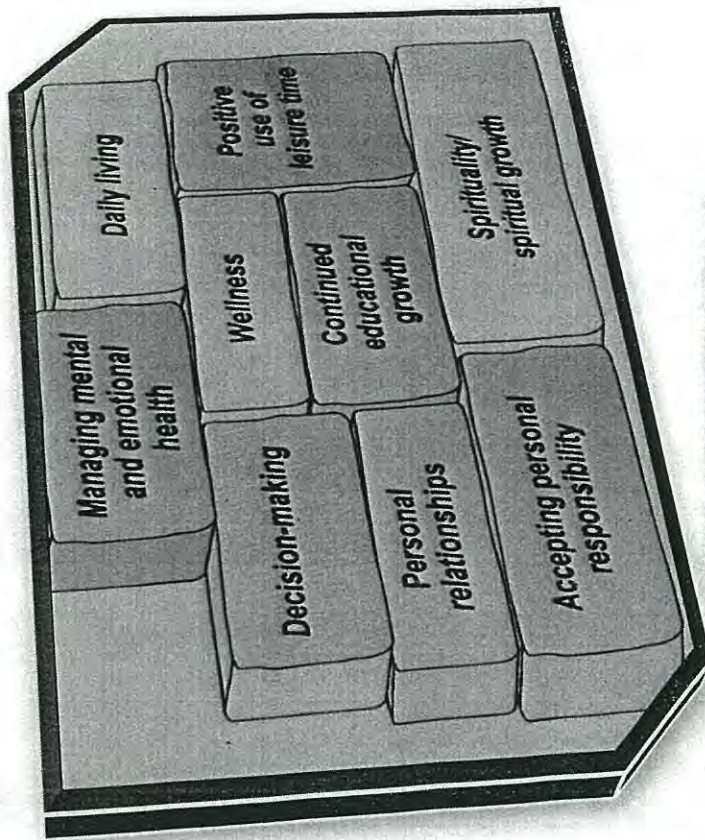 Managing mental
and emotional
health
Daily living
Decision-making
Wellness
Positive
use of
leisure time
Personal
relationships
Continued
educational
growth
Accepting personal
responsibility
Spirituality/
spiritual growth